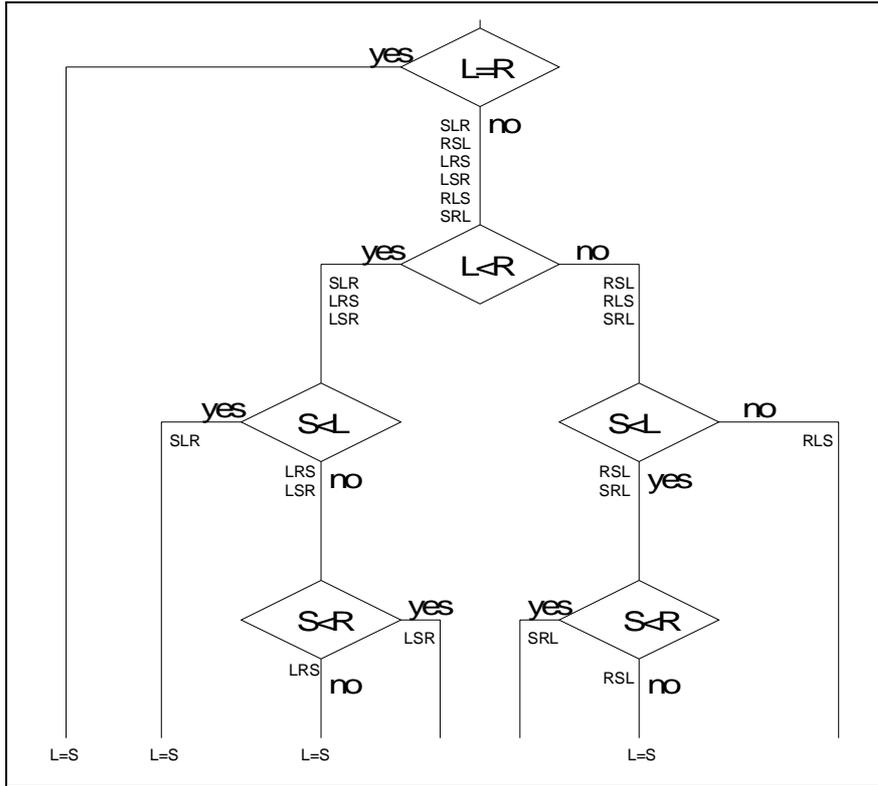 yes
L=R
no
SLR
RSL
LRS
LSR
RLS
SRL
yes
L<R
no
SLR
LRS
LSR
RSL
RLS
SRL
yes
S<L
SLR
LRS
LSR
no
S<L
no
RLS
RSL
SRL
yes
S<R
yes
LSR
LRS
no
yes
S<R
SRL
RSL
no
L=S
L=S
L=S
L=S